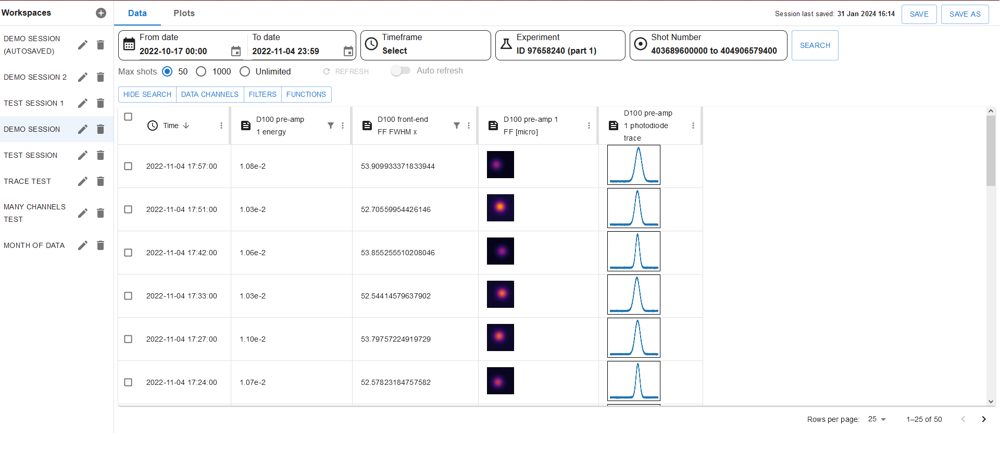 Workspaces
Data
Plots
Session last saved: 31 Jan 2024 16:14
SAVE
SAVE AS
DEMO SESSION
(AUTOSAVED)
DEMO SESSION 2
TEST SESSION 1
DEMO SESSION
TEST SESSION
TRACE TEST
MANY CHANNELS
TEST
MONTH OF DATA
From date
2022-10-17 00:00
To date
2022-11-04 23:59
Timeframe
Select
Experiment
ID 97658240 (part 1)
Shot Number
403689600000 to 404906579400
SEARCH
Max shots
50
1000
Unlimited
REFRESH
Auto refresh
HIDE SEARCH
DATA CHANNELS
FILTERS
FUNCTIONS
Time
D100 pre-amp
1 energy
D100 front-end
FF FWHM x
D100 pre-amp 1
FF [micro]
D100 pre-amp
1 photodiode
trace
2022-11-04 17:57:00
1.08e-2
53.909933371833944
2022-11-04 17:51:00
1.03e-2
52.70559954426146
2022-11-04 17:42:00
1.06e-2
53.855255510208046
2022-11-04 17:33:00
1.03e-2
52.54414579637902
2022-11-04 17:27:00
1.10e-2
53.79757224919729
2022-11-04 17:24:00
1.07e-2
52.57823184757582
Rows per page:
25
1–25 of 50